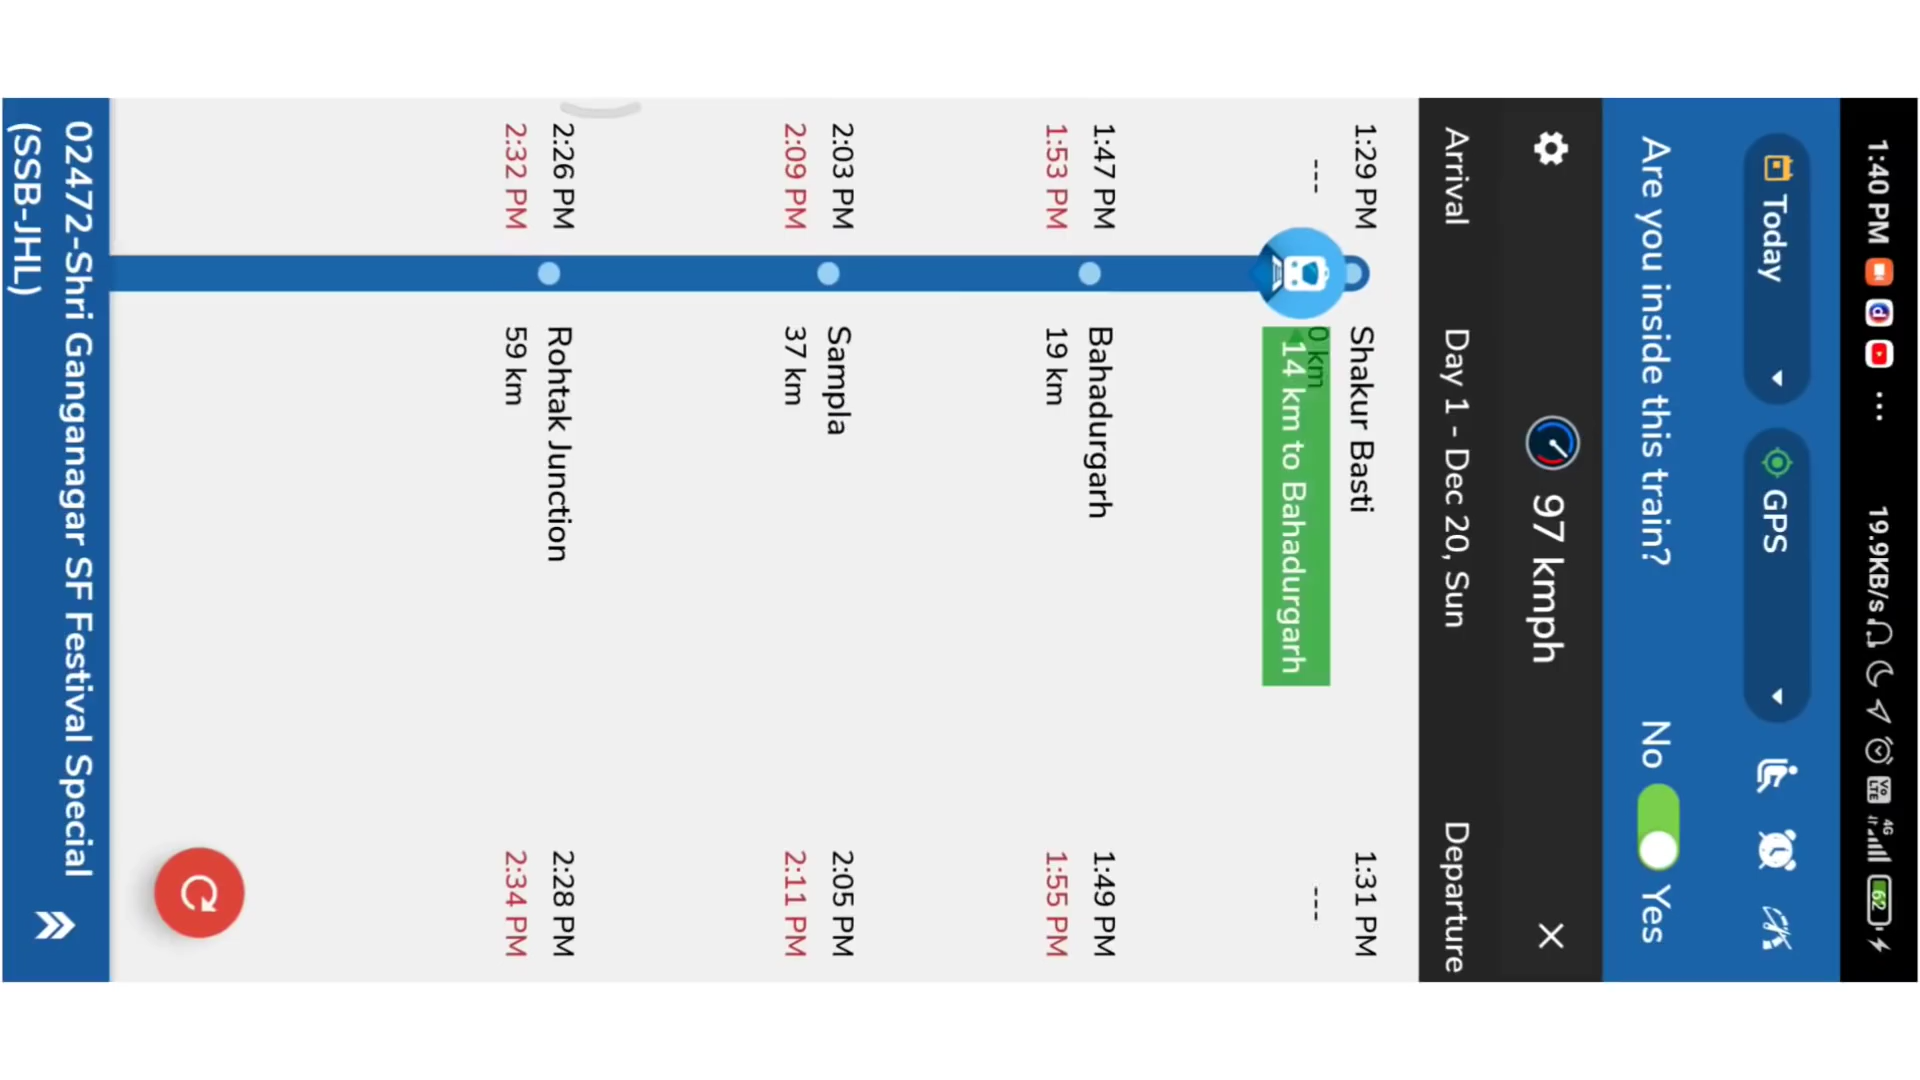 1:40 PM ... 19.9KB/s Vo LTE 4G 62
Today GPS
Are you inside this train? No Yes
97 kmph
Arrival Day 1 - Dec 20, Sun Departure
1:29 PM Shakur Basti 1:31 PM
--- 0 km ---
14 km to Bahadurgarh
1:47 PM Bahadurgarh 1:49 PM
1:53 PM 19 km 1:55 PM
2:03 PM Sampla 2:05 PM
2:09 PM 37 km 2:11 PM
2:26 PM Rohtak Junction 2:28 PM
2:32 PM 59 km 2:34 PM
02472-Shri Ganganagar SF Festival Special
(SSB-JHL)